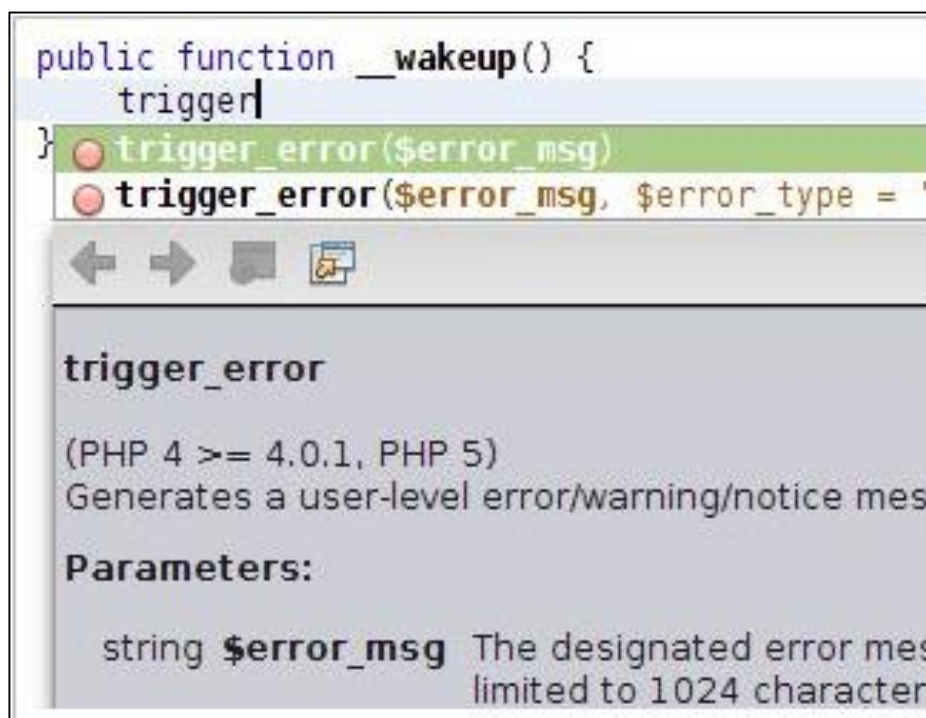 public function __wakeup() {
trigger
}
trigger_error($error_msg)
trigger_error($error_msg, $error_type = '
trigger_error
(PHP 4 >= 4.0.1, PHP 5)
Generates a user-level error/warning/notice mes
Parameters:
string $error_msg The designated error mes
limited to 1024 character